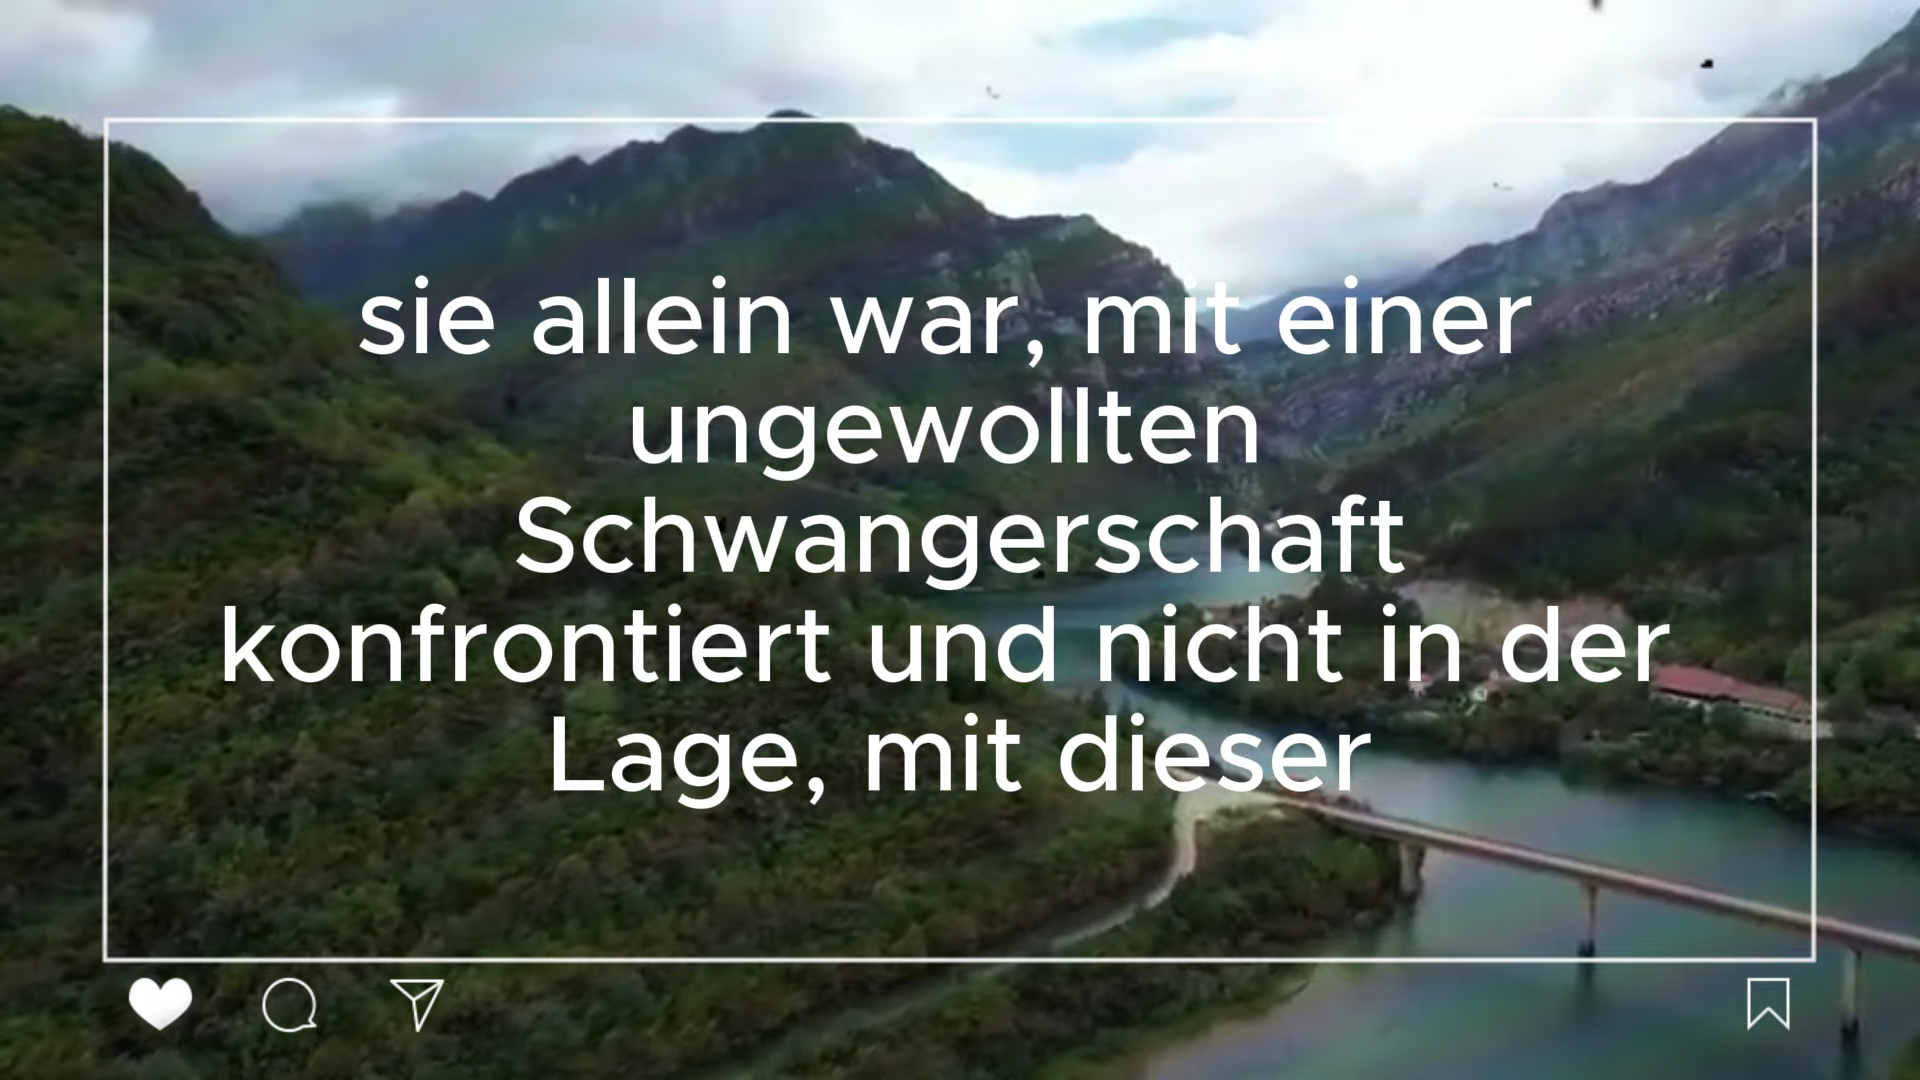 sie allein war, mit einer
ungewollten
Schwangerschaft
konfrontiert und nicht in der
Lage, mit dieser